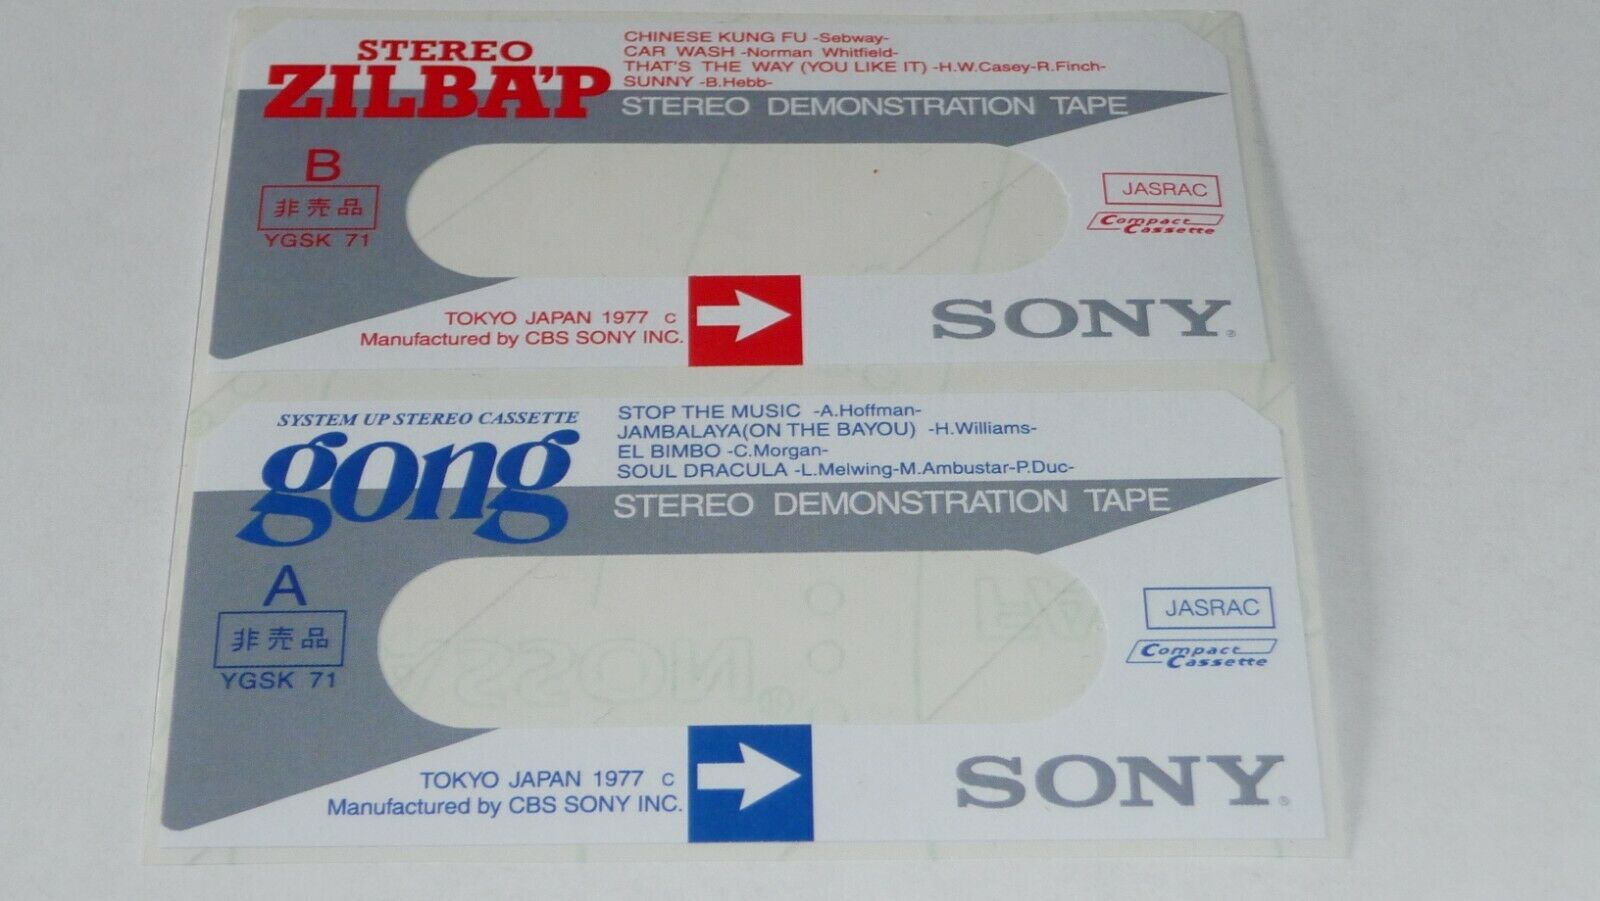 STEREO
ZILBA'P
CHINESE KUNG FU -Sebway-
CAR WASH -Norman Whitfield-
THAT'S THE WAY (YOU LIKE IT) -H.W.Casey-R.Finch-
SUNNY -B.Hebb-
STEREO DEMONSTRATION TAPE
B
非売品
YGSK 71
JASRAC
Compact
Cassette
TOKYO JAPAN 1977 C
Manufactured by CBS SONY INC.
SONY®
SYSTEM UP STEREO CASSETTE
gong
STOP THE MUSIC -A.Hoffman-
JAMBALAYA(ON THE BAYOU) -H.Williams-
EL BIMBO -C.Morgan-
SOUL DRACULA -L.Melwing-M.Ambustar-P.Duc-
STEREO DEMONSTRATION TAPE
A
非売品
YGSK 71
JASRAC
Compact
Cassette
TOKYO JAPAN 1977 C
Manufactured by CBS SONY INC.
SONY®